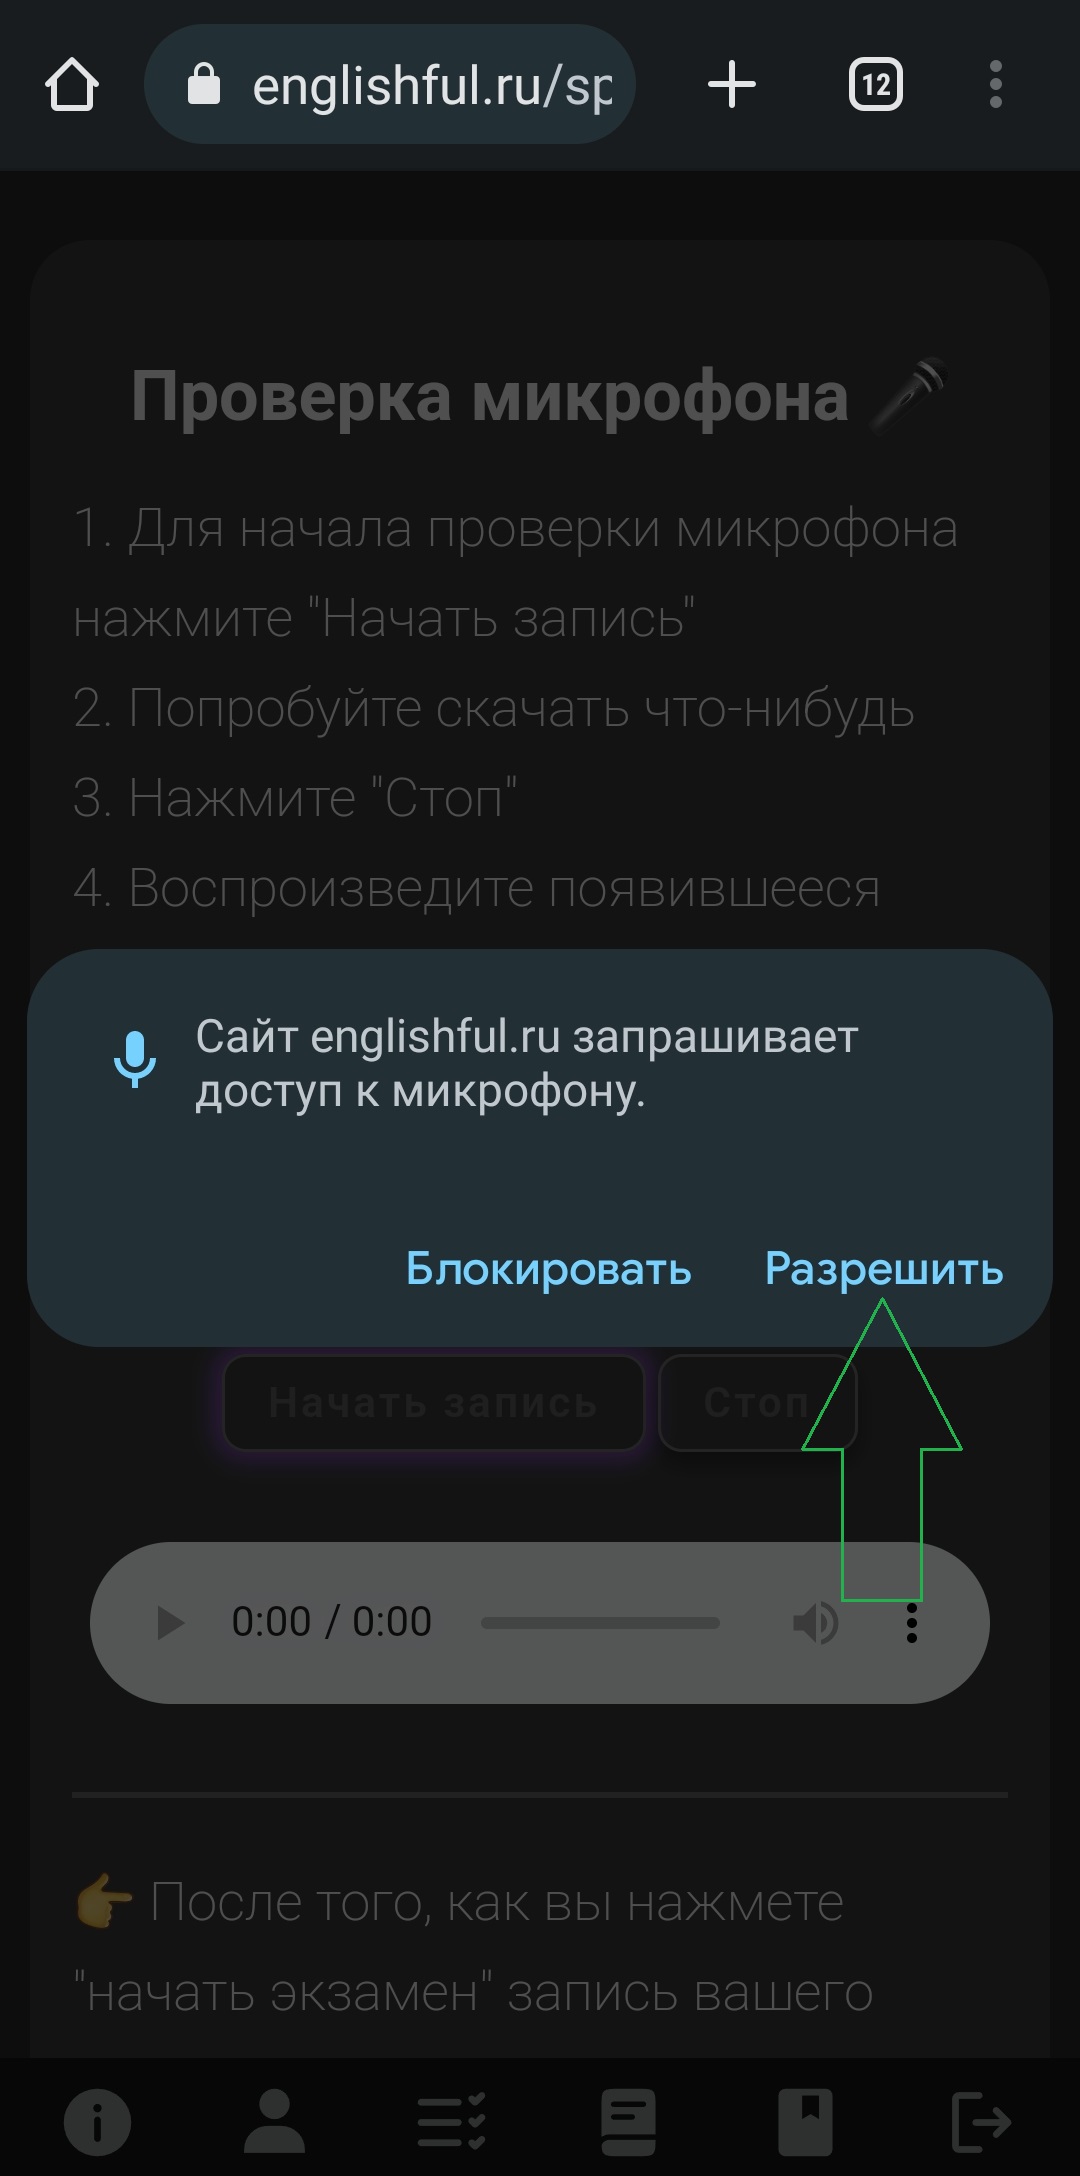 englishful.ru/sp
12
Проверка микрофона
1. Для начала проверки микрофона
нажмите "Начать запись"
2. Попробуйте скачать что-нибудь
3. Нажмите "Стоп"
4. Воспроизведите появившееся
Сайт englishful.ru запрашивает
доступ к микрофону.
Блокировать Разрешить
Начать запись Стоп
0:00 / 0:00
После того, как вы нажмете
"начать экзамен" запись вашего